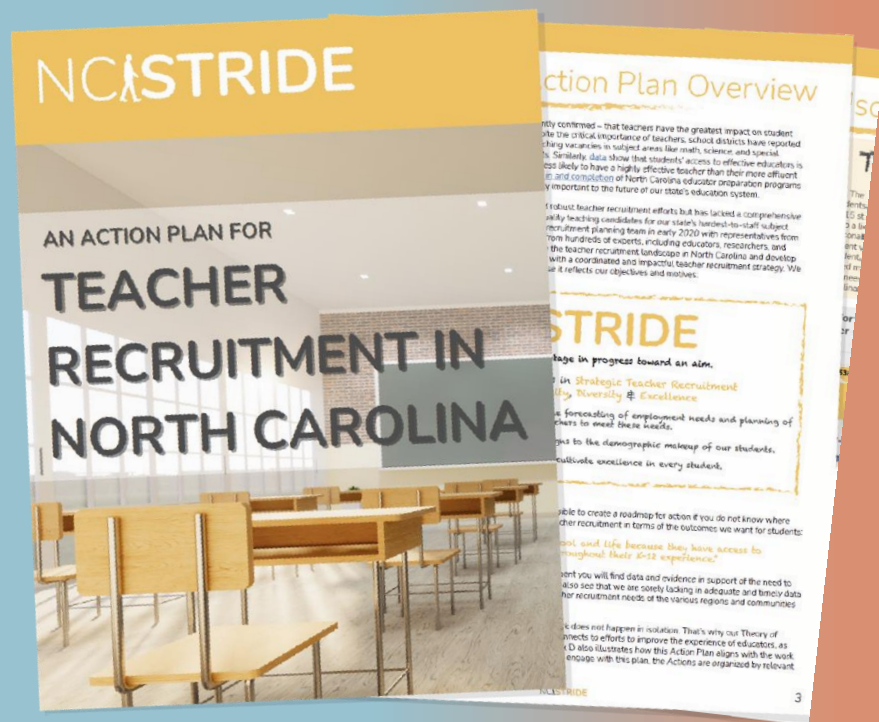 NC STRIDE
AN ACTION PLAN FOR
TEACHER
RECRUITMENT IN
NORTH CAROLINA
ction Plan Overview
ntly confirmed – that teachers have the greatest impact on student
the critical importance of teachers, school districts have reported
ching vacancies in subject areas like math, science, and special
Similarly, data show that students' access to effective educators is
ess likely to have a highly effective teacher than their more affluent
in and completion of North Carolina educator preparation programs
y important to the future of our state's education system.
robust teacher recruitment efforts but has lacked a comprehensive
ality teaching candidates for our state's hardest-to-staff subject
recruitment planning team in early 2020 with representatives from
rom hundreds of experts, including educators, researchers, and
the teacher recruitment landscape in North Carolina and develop
with a coordinated and impactful teacher recruitment strategy. We
se it reflects our objectives and motives:
STRIDE
tage in progress toward an aim.
in Strategic Teacher Recruitment
ity, Diversity & Excellence
forecasting of employment needs and planning of
chers to meet these needs.
gns to the demographic makeup of our students.
cultivate excellence in every student.
sible to create a roadmap for action if you do not know where
cher recruitment in terms of the outcomes we want for students:
ool and life because they have access to
roughout their K-12 experience."
ent you will find data and evidence in support of the need to
also see that we are sorely lacking in adequate and timely data
her recruitment needs of the various regions and communities
does not happen in isolation. That's why our Theory of
nnects to efforts to improve the experience of educators, as
D also illustrates how this Action Plan aligns with the work
engage with this plan, the Actions are organized by relevant
NC STRIDE
3